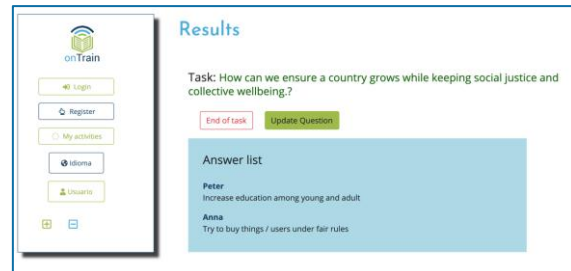 onTrain
Login
Register
My activities
Idioma
Usuario
Results
Task: How can we ensure a country grows while keeping social justice and
collective wellbeing.?
End of task
Update Question
Answer list
Peter
Increase education among young and adult
Anna
Try to buy things / users under fair rules